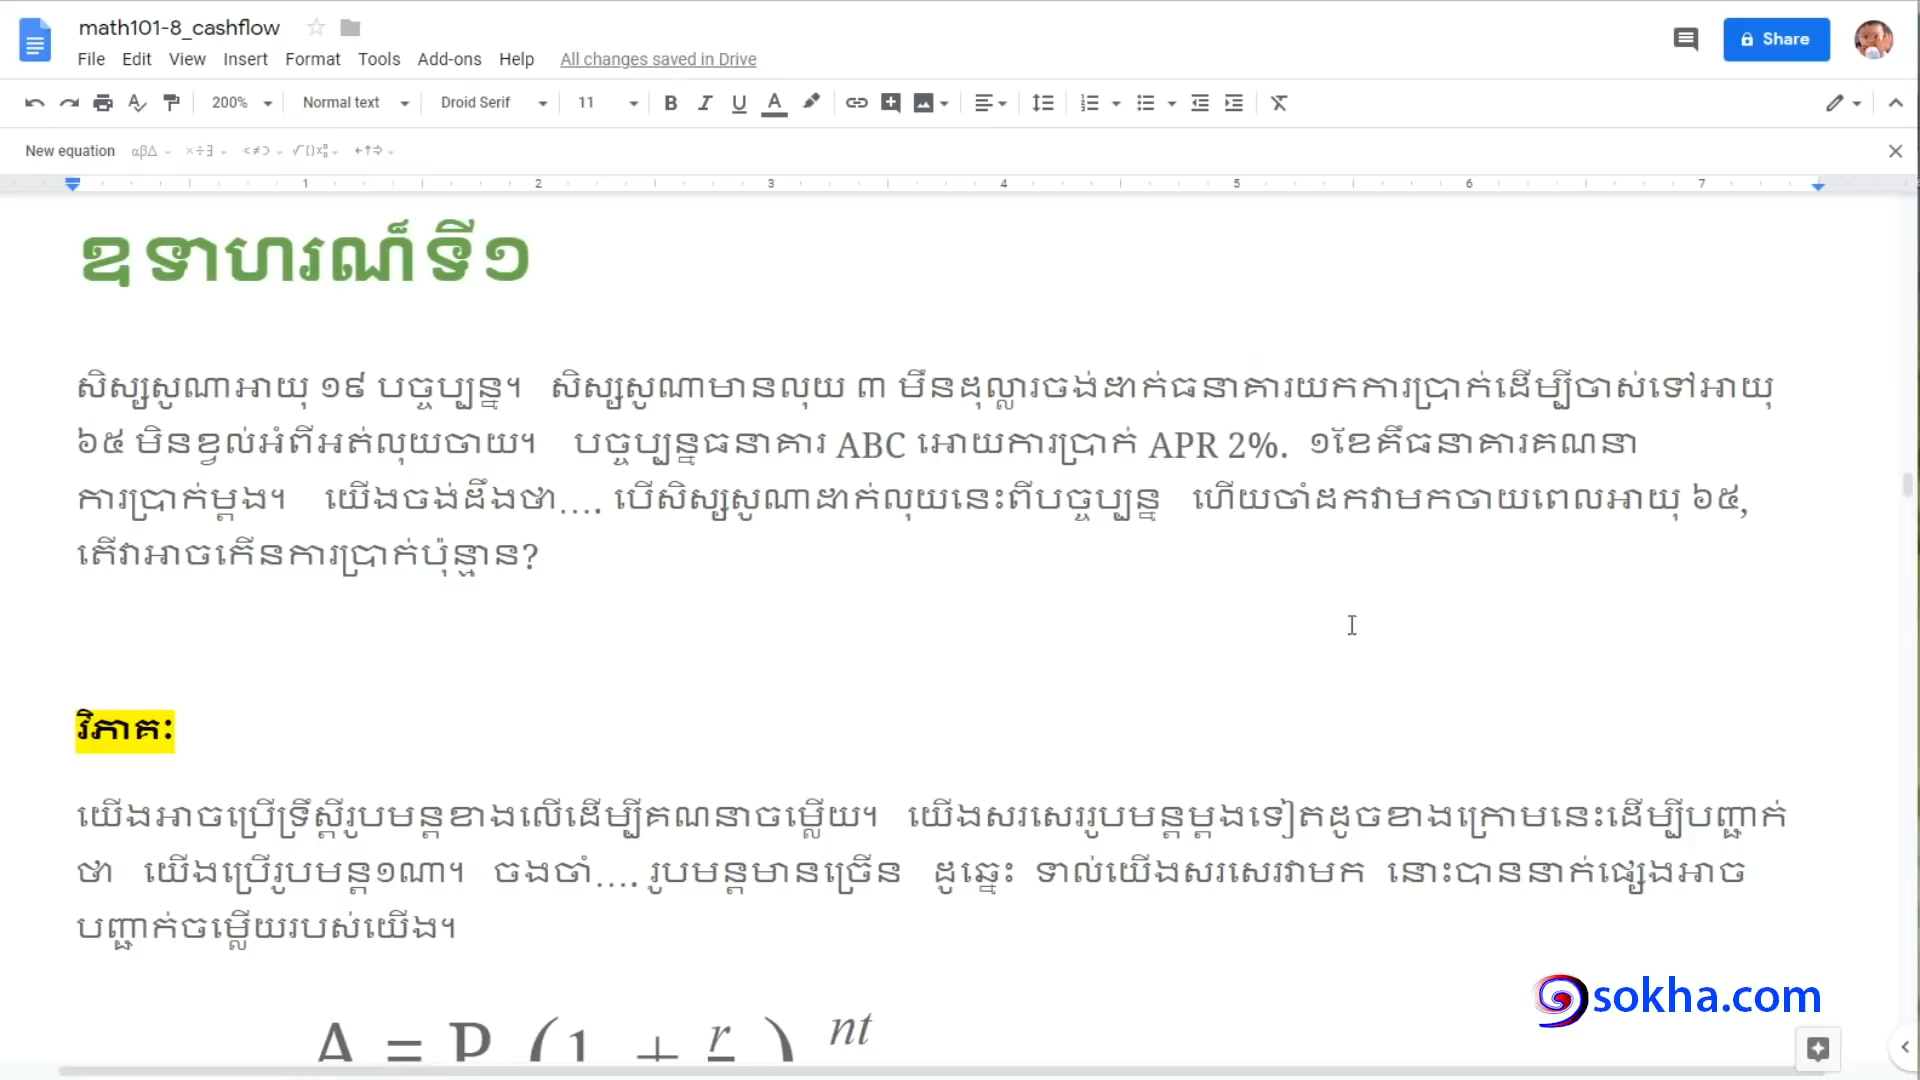 math101-8_cashflow
File Edit View Insert Format Tools Add-ons Help All changes saved in Drive
Share
200% Normal text Droid Serif 11
New equation
1 2 3 4 5 6 7
ឧទាហរណ៏ទី១
សិស្សសូណាអាយុ ១៩ បច្ចប្បន្ន។ សិស្សសូណាមានលុយ ៣ មឺនដុល្លារចង់ដាក់ធនាគារយកការប្រាក់ដើម្បីចាស់ទៅអាយុ
៦៥ មិនខ្វល់អំពីអត់លុយចាយ។ បច្ចប្បន្នធនាគារ ABC អោយការប្រាក់ APR 2%. ១ខែគឺធនាគារគណនា
ការប្រាក់ម្តង។ យើងចង់ដឹងថា.... បើសិស្សសូណាដាក់លុយនេះពីបច្ចប្បន្ន ហើយចាំដកវាមកចាយពេលអាយុ ៦៥,
តើវាអាចកើនការប្រាក់ប៉ុន្មាន?
វិភាគៈ
យើងអាចប្រើទ្រឹស្តីរូបមន្តខាងលើដើម្បីគណនាចម្លើយ។ យើងសរសេររូបមន្តម្តងទៀតដូចខាងក្រោមនេះដើម្បីបញ្ជាក់
ថា យើងប្រើរូបមន្ត១ណា។ ចងចាំ.... រូបមន្តមានច្រើន ដូឆ្នេះ ទាល់យើងសរសេរវាមក នោះបាននាក់ផ្សេងអាច
បញ្ជាក់ចម្លើយរបស់យើង។
A = P (1 + r ) nt
sokha.com